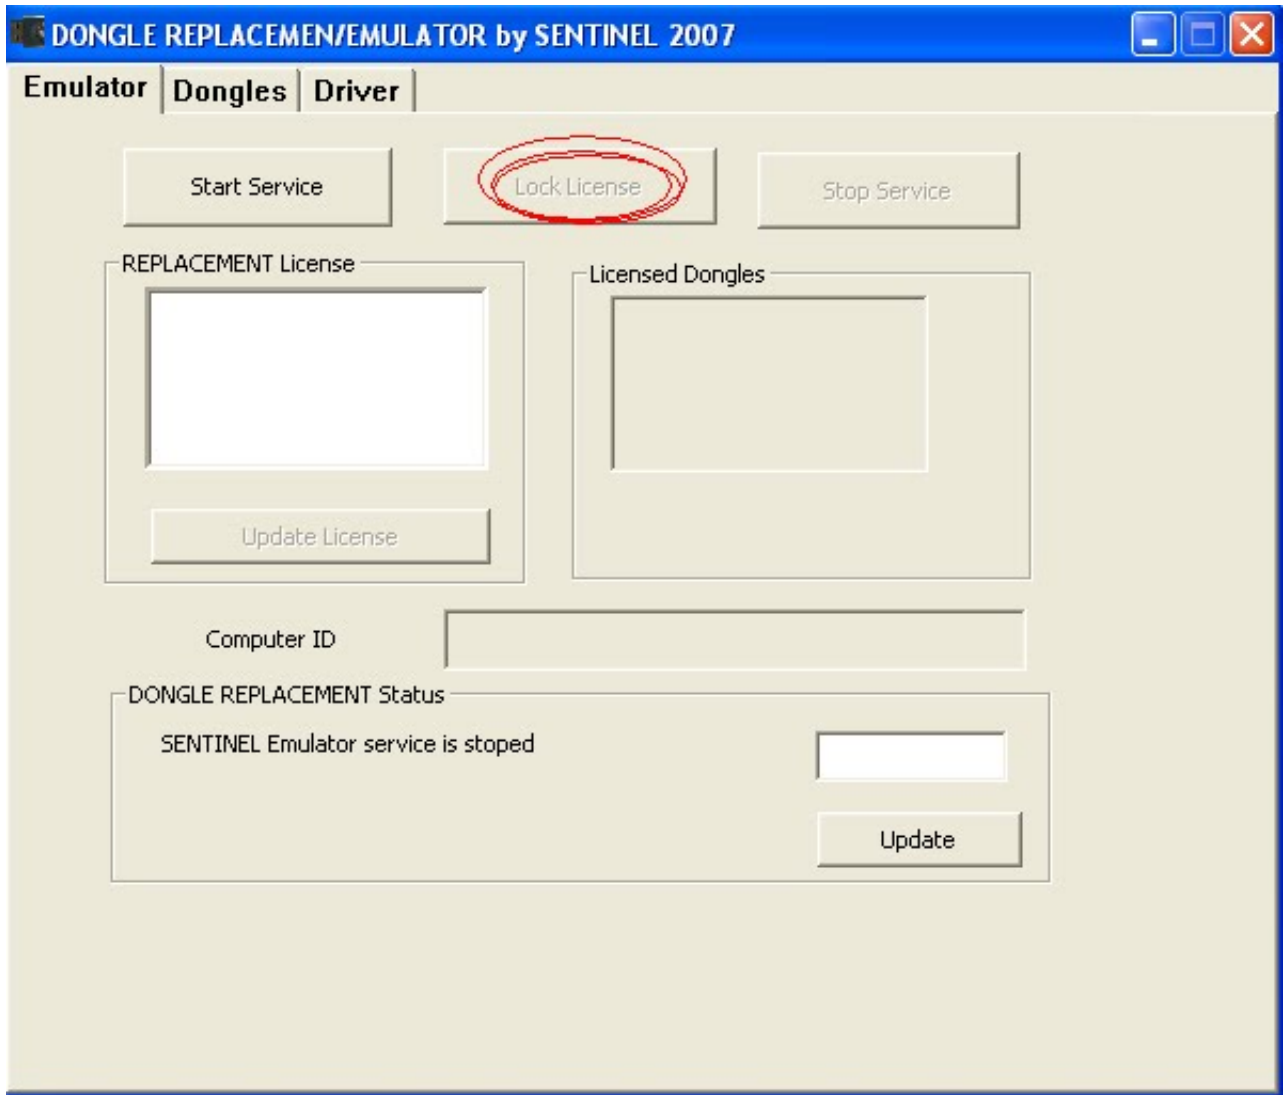 DONGLE REPLACEMEN/EMULATOR by SENTINEL 2007
Emulator Dongles Driver
Start Service Lock License Stop Service
REPLACEMENT License
Licensed Dongles
Update License
Computer ID
DONGLE REPLACEMENT Status
SENTINEL Emulator service is stoped
Update